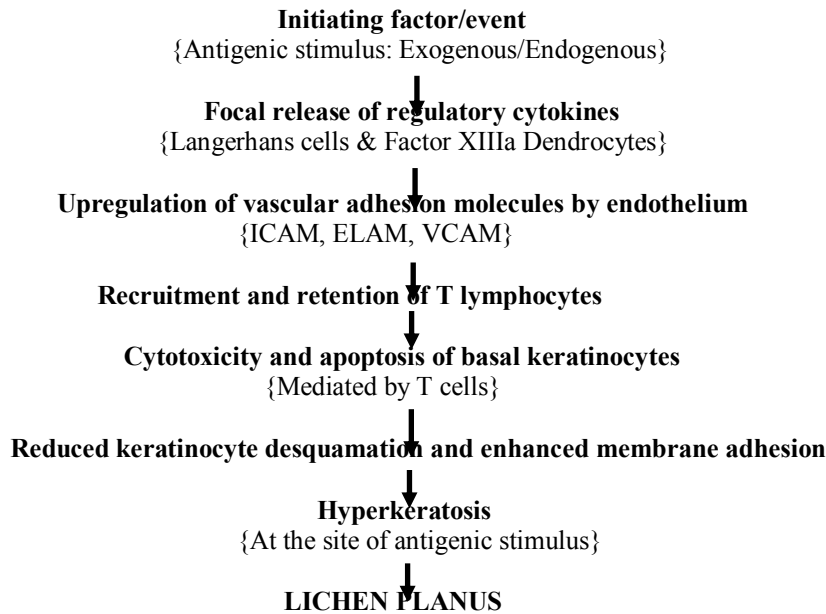 Initiating factor/event
{Antigenic stimulus: Exogenous/Endogenous}
Focal release of regulatory cytokines
{Langerhans cells & Factor XIIIa Dendrocytes}
Upregulation of vascular adhesion molecules by endothelium
{ICAM, ELAM, VCAM}
Recruitment and retention of T lymphocytes
Cytotoxicity and apoptosis of basal keratinocytes
{Mediated by T cells}
Reduced keratinocyte desquamation and enhanced membrane adhesion
Hyperkeratosis
{At the site of antigenic stimulus}
LICHEN PLANUS